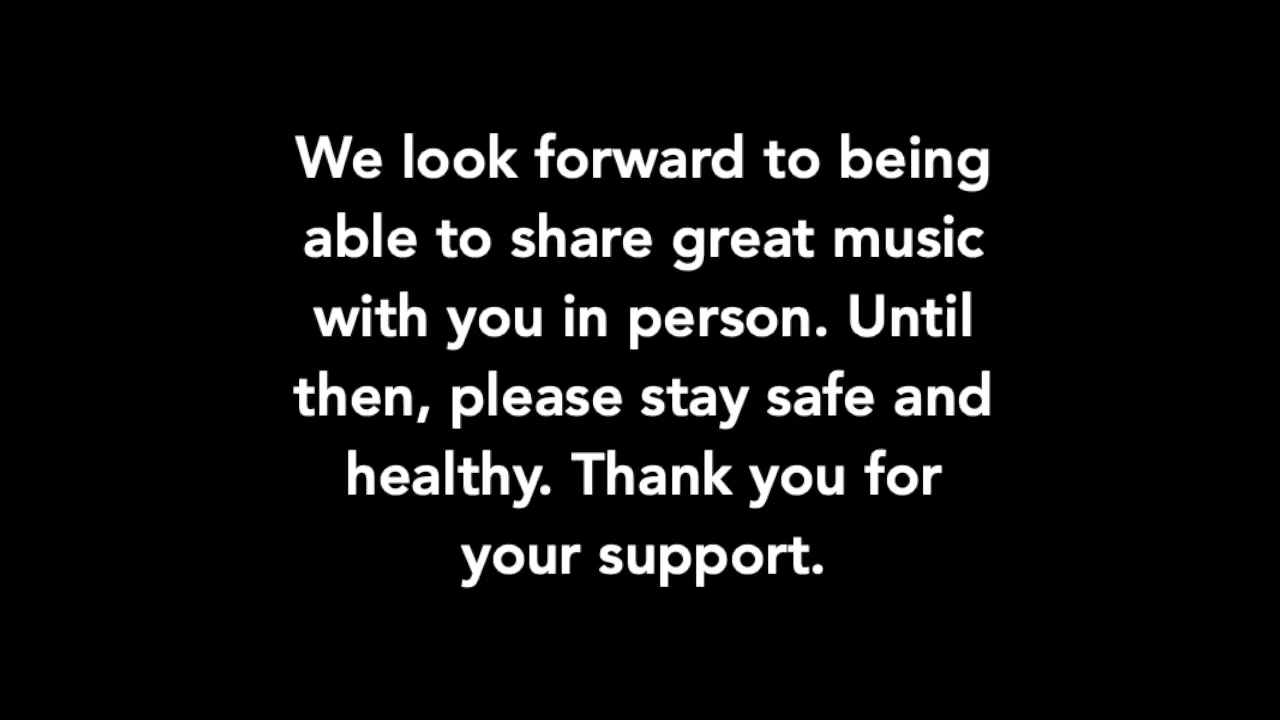 We look forward to being
able to share great music
with you in person. Until
then, please stay safe and
healthy. Thank you for
your support.